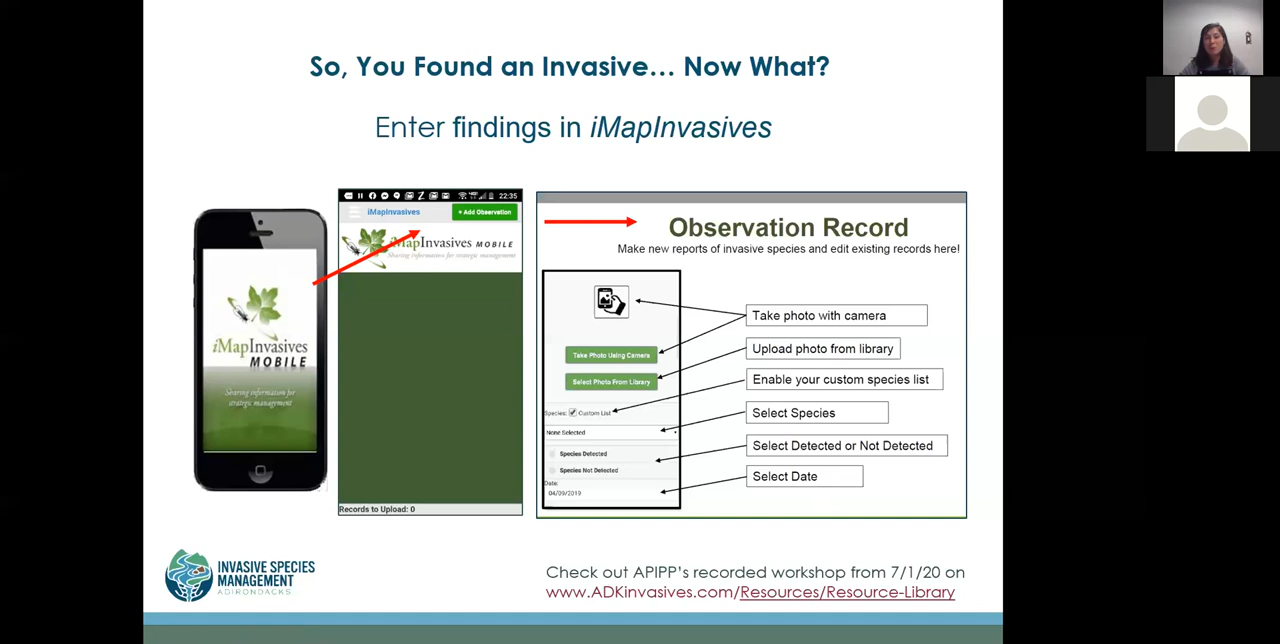 So, You Found an Invasive… Now What?
Enter findings in iMapInvasives
iMapInvasives
MOBILE
Sharing information for
strategic management
22:35
iMapInvasives
+ Add Observation
iMapInvasives MOBILE
Sharing information for strategic management
Records to Upload: 0
Observation Record
Make new reports of invasive species and edit existing records here!
Take Photo Using Camera
Select Photo From Library
Species: Custom List
None Selected
Species Detected
Species Not Detected
Date:
04/09/2019
Take photo with camera
Upload photo from library
Enable your custom species list
Select Species
Select Detected or Not Detected
Select Date
INVASIVE SPECIES
MANAGEMENT
ADIRONDACKS
Check out APIPP’s recorded workshop from 7/1/20 on
www.ADKinvasives.com/Resources/Resource-Library